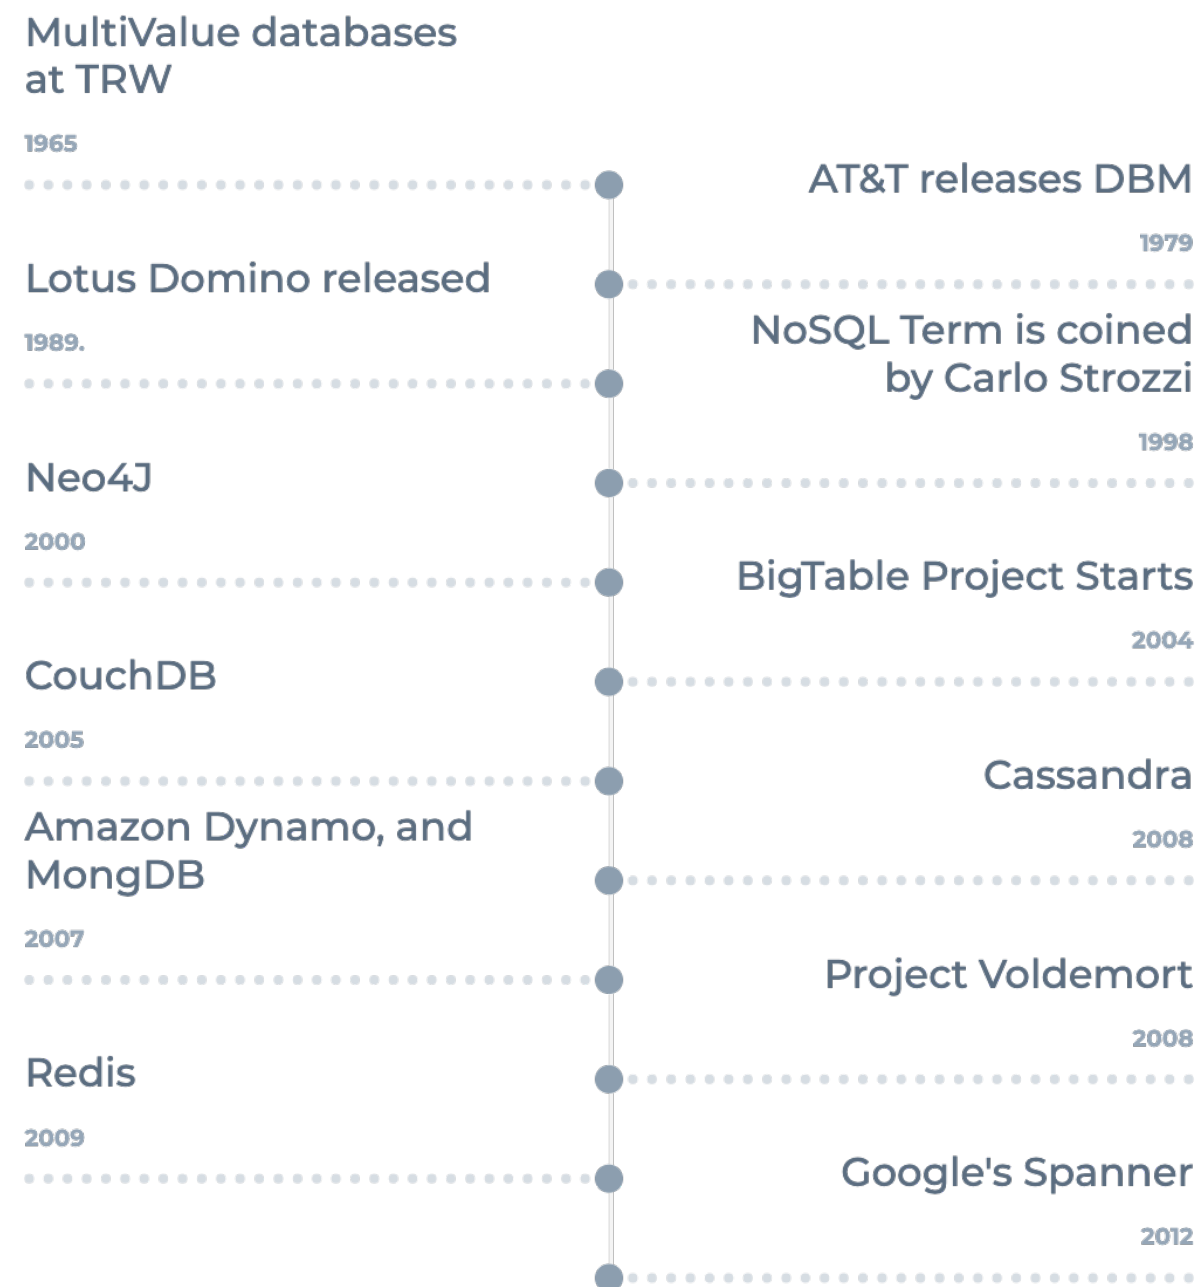 MultiValue databases
at TRW
1965
AT&T releases DBM
1979
Lotus Domino released
1989.
NoSQL Term is coined
by Carlo Strozzi
1998
Neo4J
2000
BigTable Project Starts
2004
CouchDB
2005
Cassandra
2008
Amazon Dynamo, and
MongDB
2007
Project Voldemort
2008
Redis
2009
Google's Spanner
2012